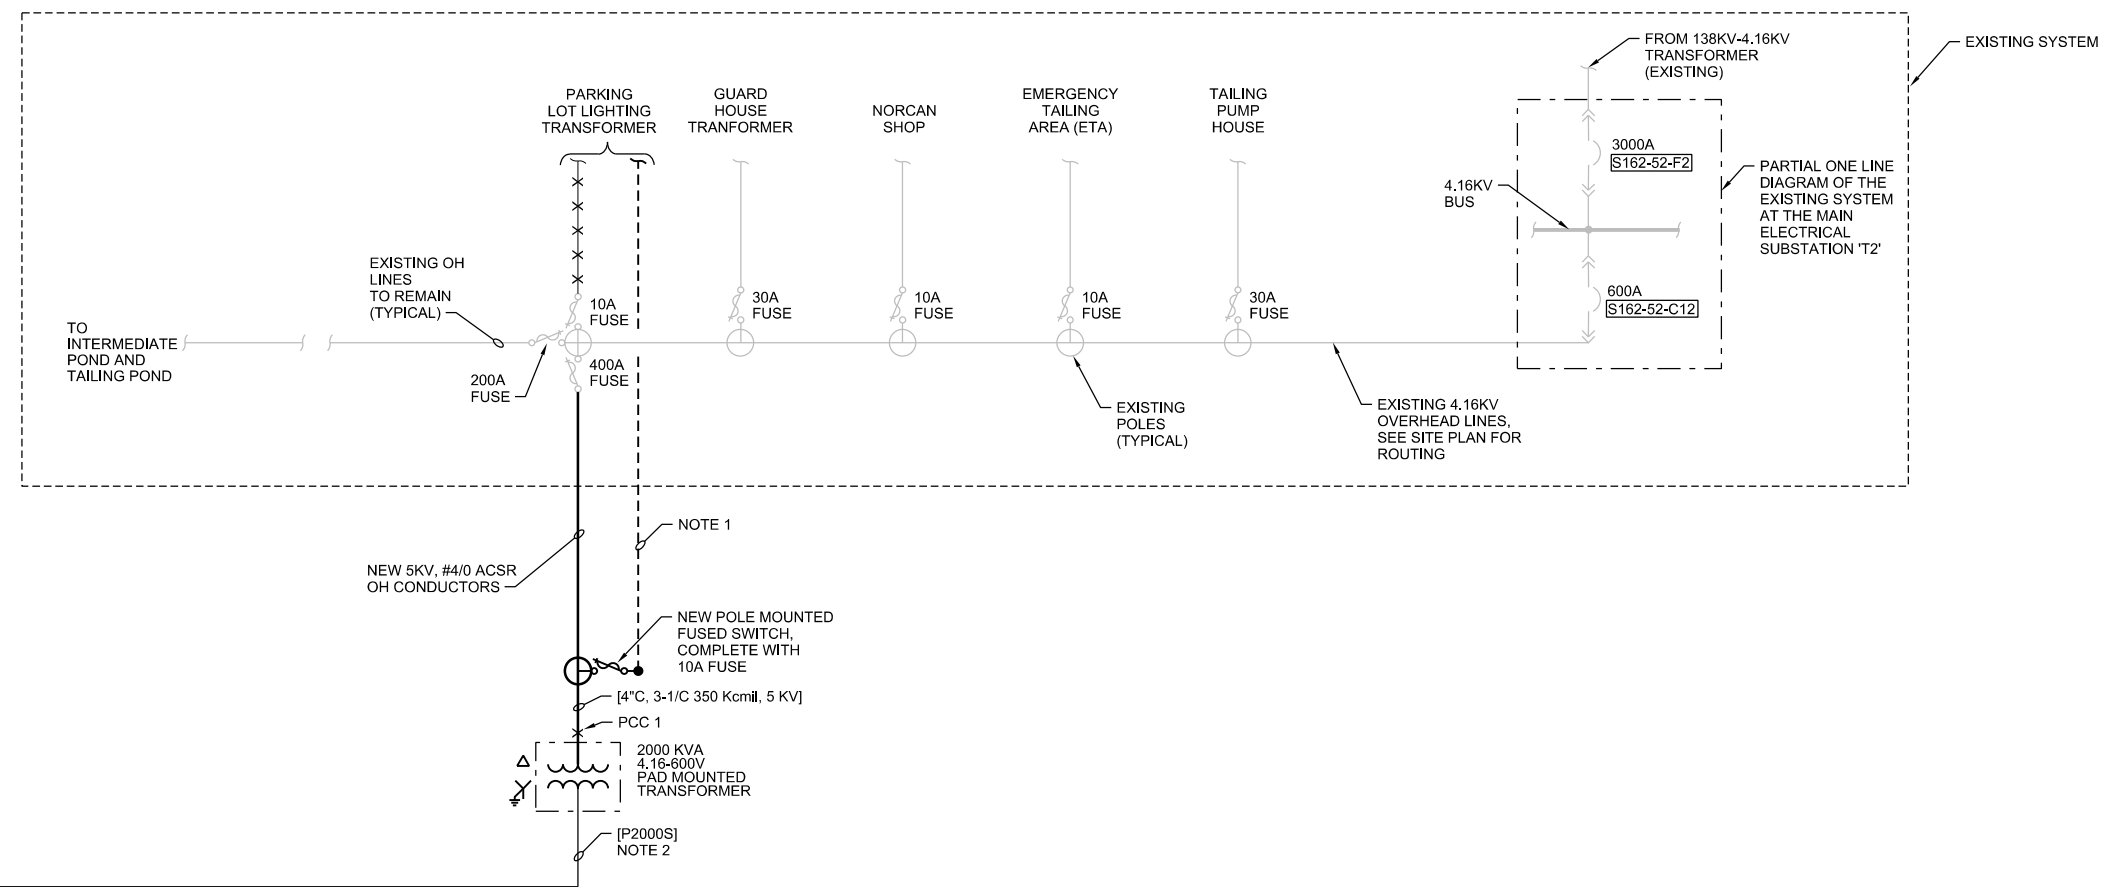 FROM 138KV-4.16KV
TRANSFORMER
(EXISTING)
EXISTING SYSTEM
PARKING
LOT LIGHTING
TRANSFORMER
GUARD
HOUSE
TRANFORMER
NORCAN
SHOP
EMERGENCY
TAILING
AREA (ETA)
TAILING
PUMP
HOUSE
3000A
S162-52-F2
4.16KV
BUS
PARTIAL ONE LINE
DIAGRAM OF THE
EXISTING SYSTEM
AT THE MAIN
ELECTRICAL
SUBSTATION 'T2'
EXISTING OH
LINES
TO REMAIN
(TYPICAL)
10A
FUSE
30A
FUSE
10A
FUSE
10A
FUSE
30A
FUSE
600A
S162-52-C12
TO
INTERMEDIATE
POND AND
TAILING POND
200A
FUSE
400A
FUSE
EXISTING
POLES
(TYPICAL)
EXISTING 4.16KV
OVERHEAD LINES,
SEE SITE PLAN FOR
ROUTING
NOTE 1
NEW 5KV, #4/0 ACSR
OH CONDUCTORS
NEW POLE MOUNTED
FUSED SWITCH,
COMPLETE WITH
10A FUSE
[4"C, 3-1/C 350 Kcmil, 5 KV]
PCC 1
2000 KVA
4.16-600V
PAD MOUNTED
TRANSFORMER
[P2000S]
NOTE 2